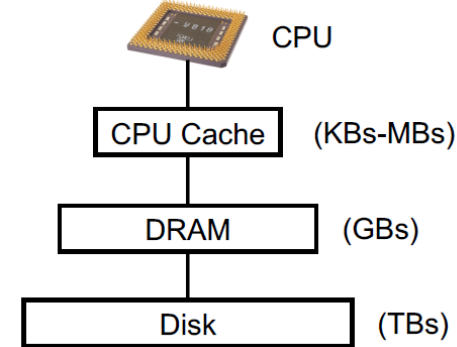 CPU
CPU Cache (KBs-MBs)
DRAM (GBs)
Disk (TBs)